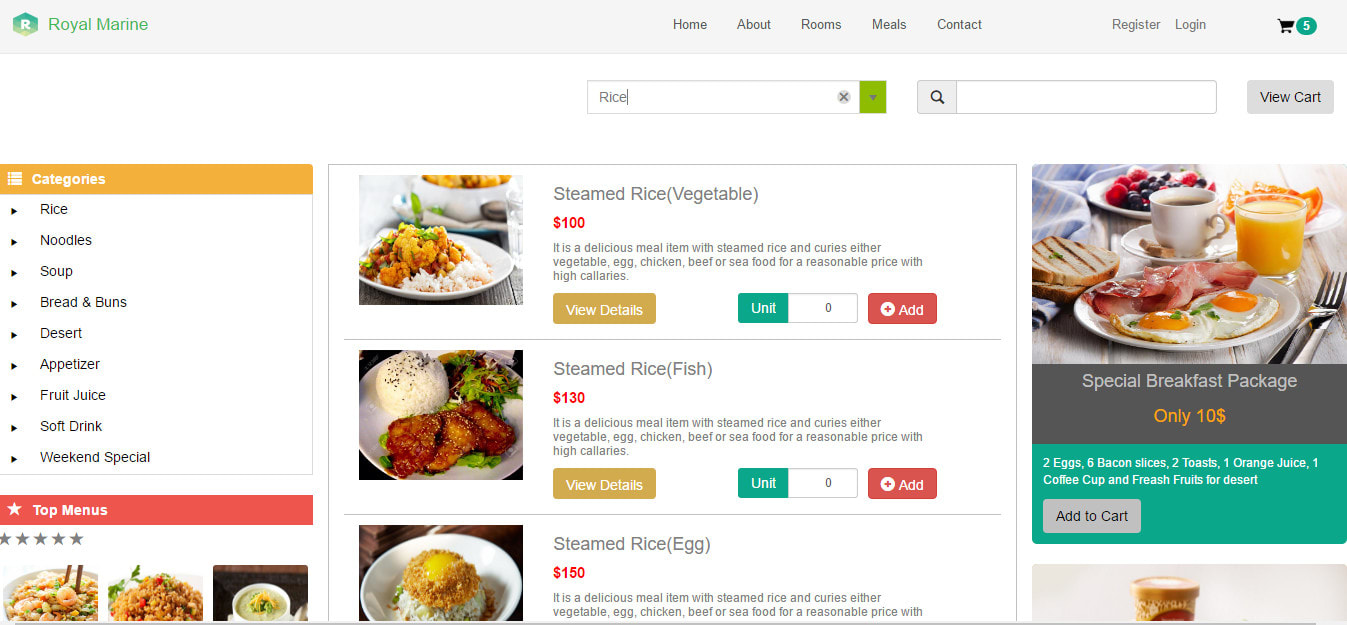 R Royal Marine
Home About Rooms Meals Contact
Register Login
5
Rice
View Cart
Categories
Rice
Noodles
Soup
Bread & Buns
Desert
Appetizer
Fruit Juice
Soft Drink
Weekend Special
Top Menus
Steamed Rice(Vegetable)
$100
It is a delicious meal item with steamed rice and curies either
vegetable, egg, chicken, beef or sea food for a reasonable price with
high callaries.
View Details
Unit 0
Add
Steamed Rice(Fish)
$130
It is a delicious meal item with steamed rice and curies either
vegetable, egg, chicken, beef or sea food for a reasonable price with
high callaries.
View Details
Unit 0
Add
Steamed Rice(Egg)
$150
It is a delicious meal item with steamed rice and curies either
vegetable, egg, chicken, beef or sea food for a reasonable price with
Special Breakfast Package
Only 10$
2 Eggs, 6 Bacon slices, 2 Toasts, 1 Orange Juice, 1
Coffee Cup and Freash Fruits for desert
Add to Cart